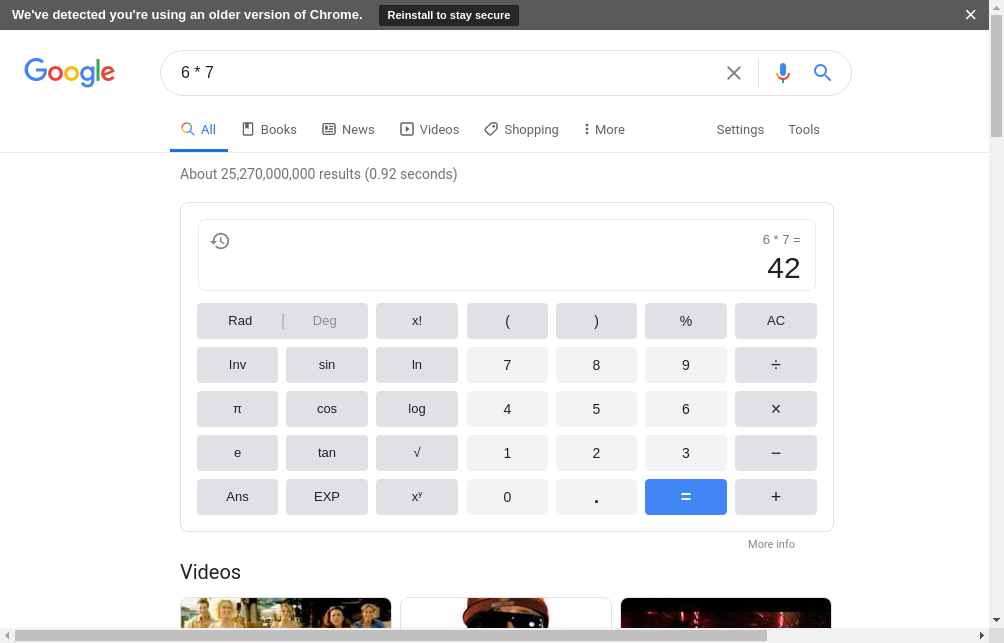 We've detected you're using an older version of Chrome. Reinstall to stay secure
Google
6 * 7
All Books News Videos Shopping More Settings Tools
About 25,270,000,000 results (0.92 seconds)
6 * 7 =
42
Rad Deg x! ( ) % AC
Inv sin ln 7 8 9 ÷
π cos log 4 5 6 ×
e tan √ 1 2 3 −
Ans EXP xʸ 0 . = +
More info
Videos